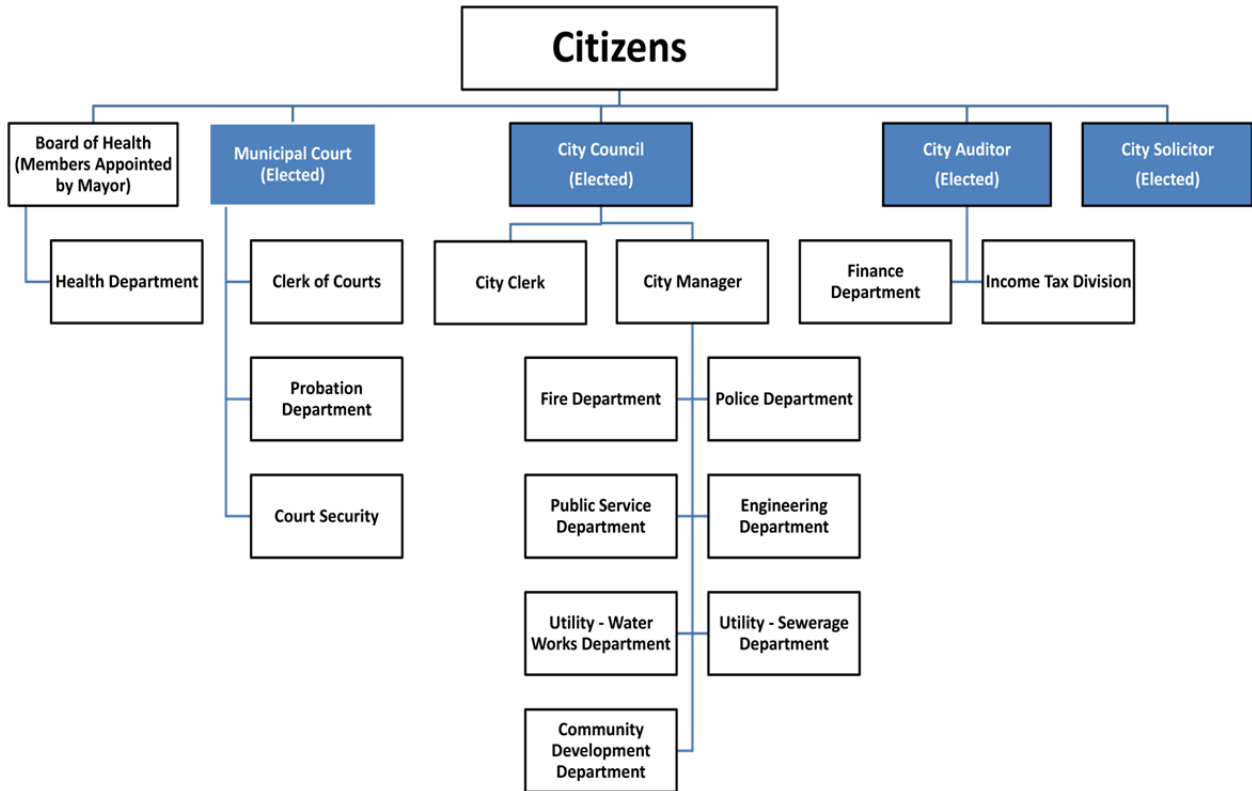 Citizens
Board of Health
(Members Appointed
by Mayor)
Municipal Court
(Elected)
City Council
(Elected)
City Auditor
(Elected)
City Solicitor
(Elected)
Health Department
Clerk of Courts
City Clerk
City Manager
Finance
Department
Income Tax Division
Probation
Department
Fire Department
Police Department
Court Security
Public Service
Department
Engineering
Department
Utility - Water
Works Department
Utility - Sewerage
Department
Community
Development
Department